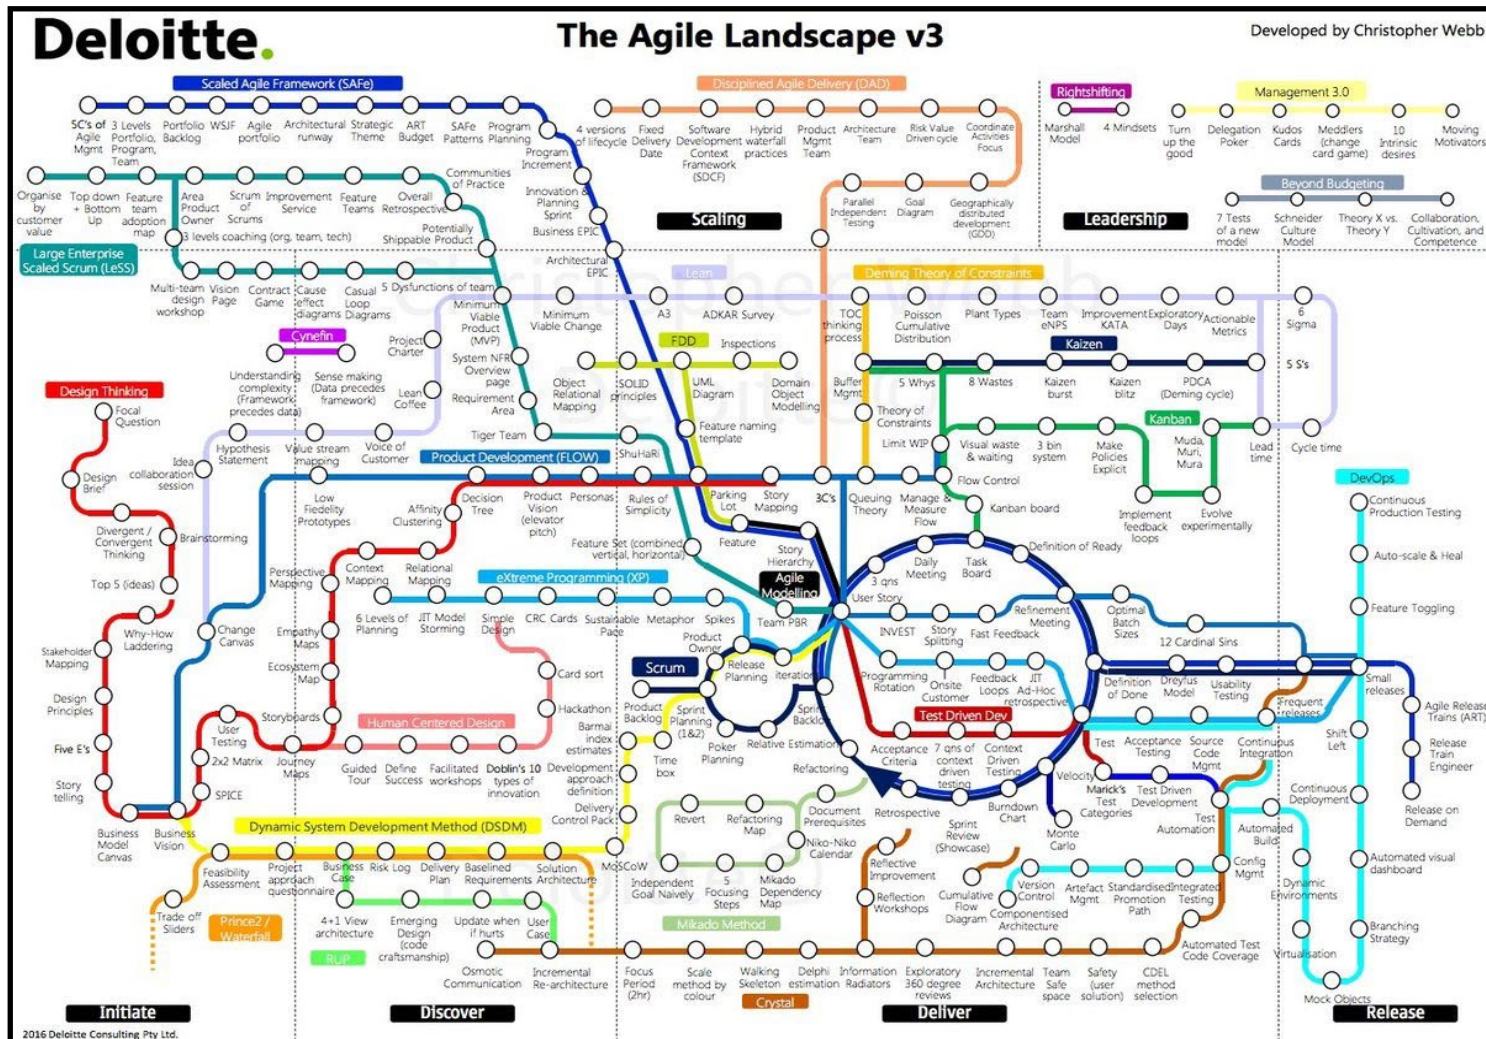 Deloitte.
The Agile Landscape v3
Developed by Christopher Webb
Scaled Agile Framework (SAFe)
5C's of
Agile
Mgmt
3 Levels
Portfolio,
Program,
Team
Portfolio
Backlog
WSJF
Agile
portfolio
Architectural
runway
Strategic
Theme
ART
Budget
SAFe
Patterns
Program
Planning
Program
Increment
Innovation &
Planning
Sprint
Business EPIC
Architectural
EPIC
Disciplined Agile Delivery (DAD)
4 versions
of lifecycle
Fixed
Delivery
Date
Software
Development
Context
Framework
(SDCF)
Hybrid
waterfall
practices
Product
Mgmt
Team
Architecture
Team
Risk Value
Driven cycle
Coordinate
Activities
Focus
Parallel
Independent
Testing
Goal
Diagram
Geographically
distributed
development
(GDD)
Scaling
Rightshifting
Marshall
Model
4 Mindsets
Management 3.0
Turn
up the
good
Delegation
Poker
Kudos
Cards
Meddlers
(change
card game)
10
Intrinsic
desires
Moving
Motivators
Beyond Budgeting
7 Tests
of a new
model
Schneider
Culture
Model
Theory X vs.
Theory Y
Collaboration,
Cultivation, and
Competence
Leadership
Organise
by
customer
value
Top down
+ Bottom
Up
Feature
team
adoption
map
Area
Product
Owner
Scrum
of
Scrums
Improvement
Service
Feature
Teams
Overall
Retrospective
Communities
of Practice
Potentially
Shippable Product
3 levels coaching (org, team, tech)
Large Enterprise
Scaled Scrum (LeSS)
Multi-team
design
workshop
Vision
Page
Contract
Game
Cause
effect
diagrams
Casual
Loop
Diagrams
5 Dysfunctions of team
Minimum
Viable
Product
(MVP)
System NFR
Overview
page
Requirement
Area
Tiger Team
ShuHaRi
Lean
Minimum
Viable Change
A3
ADKAR Survey
Deming Theory of Constraints
TOC
thinking
process
Poisson
Cumulative
Distribution
Plant Types
Team
eNPS
Improvement
KATA
Exploratory
Days
Actionable
Metrics
6
Sigma
5 S's
Cycle time
Lead
time
Cynefin
Understanding
complexity
(Framework
precedes data)
Sense making
(Data precedes
framework)
Project
Charter
Lean
Coffee
Hypothesis
Statement
Value stream
mapping
Voice of
Customer
Idea
collaboration
session
FDD
Inspections
Object
Relational
Mapping
SOLID
principles
UML
Diagram
Domain
Object
Modelling
Feature naming
template
Kaizen
Buffer
Mgmt
5 Whys
8 Wastes
Kaizen
burst
Kaizen
blitz
PDCA
(Deming cycle)
Theory of
Constraints
Limit WIP
Visual waste
& waiting
3 bin
system
Make
Policies
Explicit
Kanban
Muda,
Muri,
Mura
Implement
feedback
loops
Evolve
experimentally
Flow Control
Kanban board
Design Thinking
Focal
Question
Design
Brief
Divergent /
Convergent
Thinking
Brainstorming
Top 5 (ideas)
Why-How
Laddering
Stakeholder
Mapping
Design
Principles
Five E's
Story
telling
Business
Model
Canvas
Business
Vision
SPICE
2x2 Matrix
User
Testing
Journey
Maps
Storyboards
Ecosystem
Map
Empathy
Maps
Perspective
Mapping
Context
Mapping
Relational
Mapping
Affinity
Clustering
Decision
Tree
Product Development (FLOW)
Change
Canvas
Low
Fiedelity
Prototypes
Product
Vision
(elevator
pitch)
Personas
Rules of
Simplicity
Parking
Lot
Story
Mapping
3C's
Queuing
Theory
Manage &
Measure
Flow
Feature
Story
Hierarchy
Feature Set (combined,
vertical, horizontal)
Agile
Modelling
Team PBR
eXtreme Programming (XP)
6 Levels of
Planning
JIT Model
Storming
Simple
Design
CRC Cards
Sustainable
Pace
Metaphor
Spikes
Human Centered Design
Card sort
Hackathon
Guided
Tour
Define
Success
Facilitated
workshops
Doblin's 10
types of
innovation
Scrum
Product
Backlog
Product
Owner
Release
Planning
Iteration
Sprint
Planning
(1&2)
Poker
Planning
Relative Estimation
Sprint
Backlog
3 qns
Daily
Meeting
Task
Board
Definition of Ready
User Story
INVEST
Story
Splitting
Fast Feedback
Refinement
Meeting
Optimal
Batch
Sizes
12 Cardinal Sins
Programming
Rotation
Onsite
Customer
Feedback
Loops
JIT
Ad-Hoc
retrospective
Definition
of Done
Dreyfus
Model
Usability
Testing
Frequent
releases
Small
releases
Test Driven Dev
Acceptance
Criteria
7 qns of
context
driven
testing
Context
Driven
Testing
Test
Acceptance
Testing
Source
Code
Mgmt
Continuous
Integration
Velocity
Marick's
Test
Categories
Test Driven
Development
Test
Automation
Monte
Carlo
Burndown
Chart
Sprint
Review
(Showcase)
Retrospective
Refactoring
DevOps
Continuous
Production Testing
Auto-scale & Heal
Feature Toggling
Shift
Left
Continuous
Deployment
Automated visual
dashboard
Branching
Strategy
Mock Objects
Virtualisation
Dynamic
Environments
Automated
Build
Config
Mgmt
Agile Release
Trains (ART)
Release
Train
Engineer
Release on
Demand
Barmai
index
estimates
Time
box
Development
approach
definition
Delivery
Control Pack
MoSCoW
Dynamic System Development Method (DSDM)
Feasibility
Assessment
Project
approach
questionnaire
Business
Case
Risk Log
Delivery
Plan
Baselined
Requirements
Solution
Architecture
Trade off
Sliders
Prince2 /
Waterfall
4+1 View
architecture
Emerging
Design
(code
craftsmanship)
Update when
if hurts
User
Case
RUP
Revert
Refactoring
Map
Document
Prerequisites
Niko-Niko
Calendar
Independent
Goal Naively
5
Focusing
Steps
Mikado
Dependency
Map
Mikado Method
Reflective
Improvement
Reflection
Workshops
Cumulative
Flow
Diagram
Version
Control
Artefact
Mgmt
Standardised
Promotion
Path
Integrated
Testing
Componentised
Architecture
Automated Test
Code Coverage
Osmotic
Communication
Incremental
Re-architecture
Focus
Period
(2hr)
Scale
method by
colour
Walking
Skeleton
Delphi
estimation
Information
Radiators
Exploratory
360 degree
reviews
Incremental
Architecture
Team
Safe
space
Safety
(user
solution)
CDEL
method
selection
Crystal
Initiate
Discover
Deliver
Release
2016 Deloitte Consulting Pty Ltd.